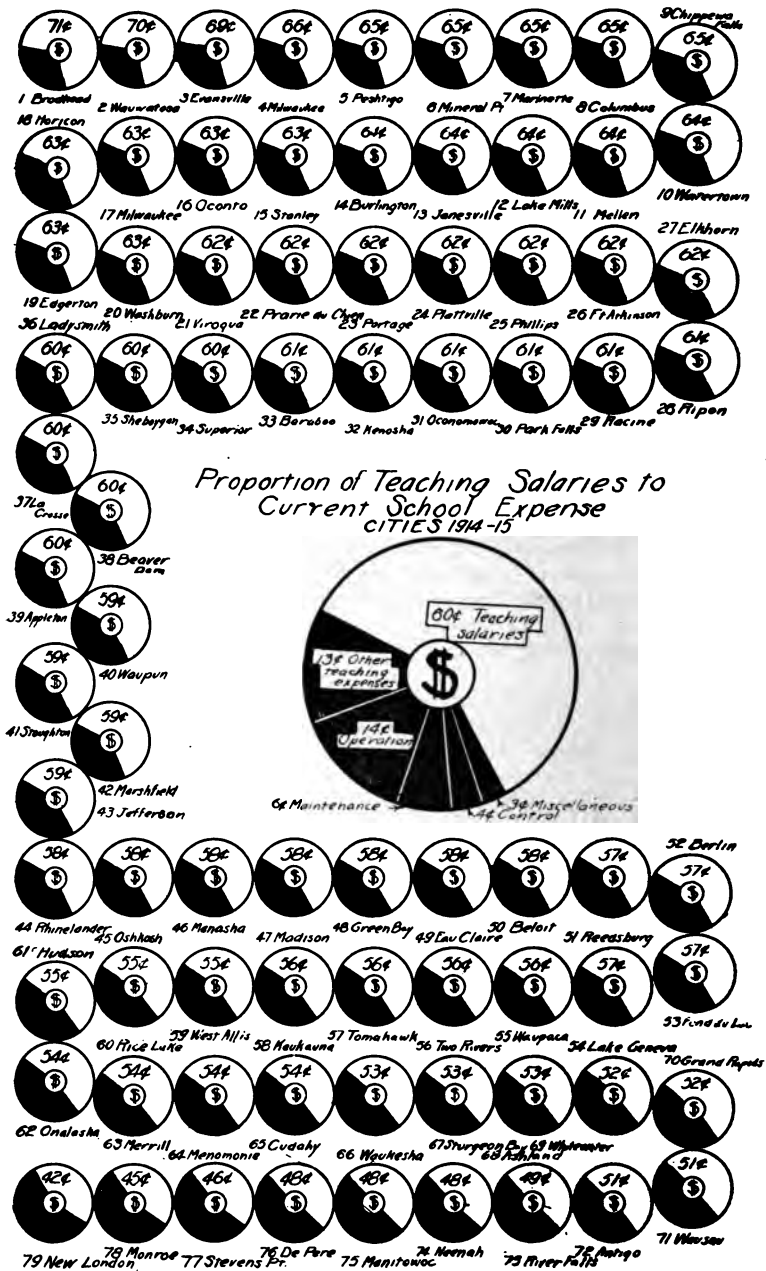 9 Chippewa Falls
71¢ 70¢ 69¢ 66¢ 65¢ 65¢ 65¢ 65¢ 65¢
$ $ $ $ $ $ $ $ $
1 Brodhead 2 Wauwatosa 3 Evansville 4 Milwaukee 5 Peshtigo 6 Mineral Pt 7 Marinette 8 Columbus
18 Horicon
63¢ 63¢ 63¢ 63¢ 64¢ 64¢ 64¢ 64¢ 64¢
$ $ $ $ $ $ $ $ $
17 Milwaukee 16 Oconto 15 Stanley 14 Burlington 13 Janesville 12 Lake Mills 11 Mellen 10 Watertown
27 Elkhorn
63¢ 63¢ 62¢ 62¢ 62¢ 62¢ 62¢ 62¢ 62¢
$ $ $ $ $ $ $ $ $
19 Edgerton 20 Washburn 21 Viroqua 22 Prarie du Chien 23 Portage 24 Plattville 25 Phillips 26 Ft Atkinson
36 Ladysmith
60¢ 60¢ 60¢ 61¢ 61¢ 61¢ 61¢ 61¢ 61¢
$ $ $ $ $ $ $ $ $
35 Sheboygan 34 Superior 33 Baraboo 32 Kenosha 31 Oconomowoc 30 Park Falls 29 Racine 28 Ripon
60¢
$
37 La Crosse
60¢
$
38 Beaver Dam
60¢
$
39 Appleton
59¢
$
40 Waupun
59¢
$
41 Stoughton
59¢
$
42 Marshfield
59¢
$
43 Jefferson
Proportion of Teaching Salaries to
Current School Expense
CITIES 1914-15
60¢ Teaching
salaries
$
13¢ Other
teaching
expenses
14¢
Operation
6¢ Maintenance
3¢ Miscellaneous
4¢ Control
52 Berlin
58¢ 58¢ 58¢ 58¢ 58¢ 58¢ 58¢ 57¢ 57¢
$ $ $ $ $ $ $ $ $
44 Rhinelander 45 Oshkosh 46 Menasha 47 Madison 48 Green Bay 49 Eau Claire 50 Beloit 51 Reedsburg
61 Hudson
55¢ 55¢ 55¢ 56¢ 56¢ 56¢ 56¢ 57¢ 57¢
$ $ $ $ $ $ $ $ $
60 Rice Lake 59 West Allis 58 Kaukauna 57 Tomahawk 56 Two Rivers 55 Waupaca 54 Lake Geneva 53 Fond du Lac
70 Grand Rapids
54¢ 54¢ 54¢ 54¢ 53¢ 53¢ 53¢ 52¢ 52¢
$ $ $ $ $ $ $ $ $
62 Onalaska 63 Merrill 64 Menomonie 65 Cudahy 66 Waukesha 67 Sturgeon Bay 68 Ashland 69 Whitewater
42¢ 45¢ 46¢ 48¢ 48¢ 48¢ 49¢ 51¢ 51¢
$ $ $ $ $ $ $ $ $
79 New London 78 Monroe 77 Stevens Pt. 76 De Pere 75 Manitowoc 74 Neenah 73 River Falls 72 Antigo 71 Wausau